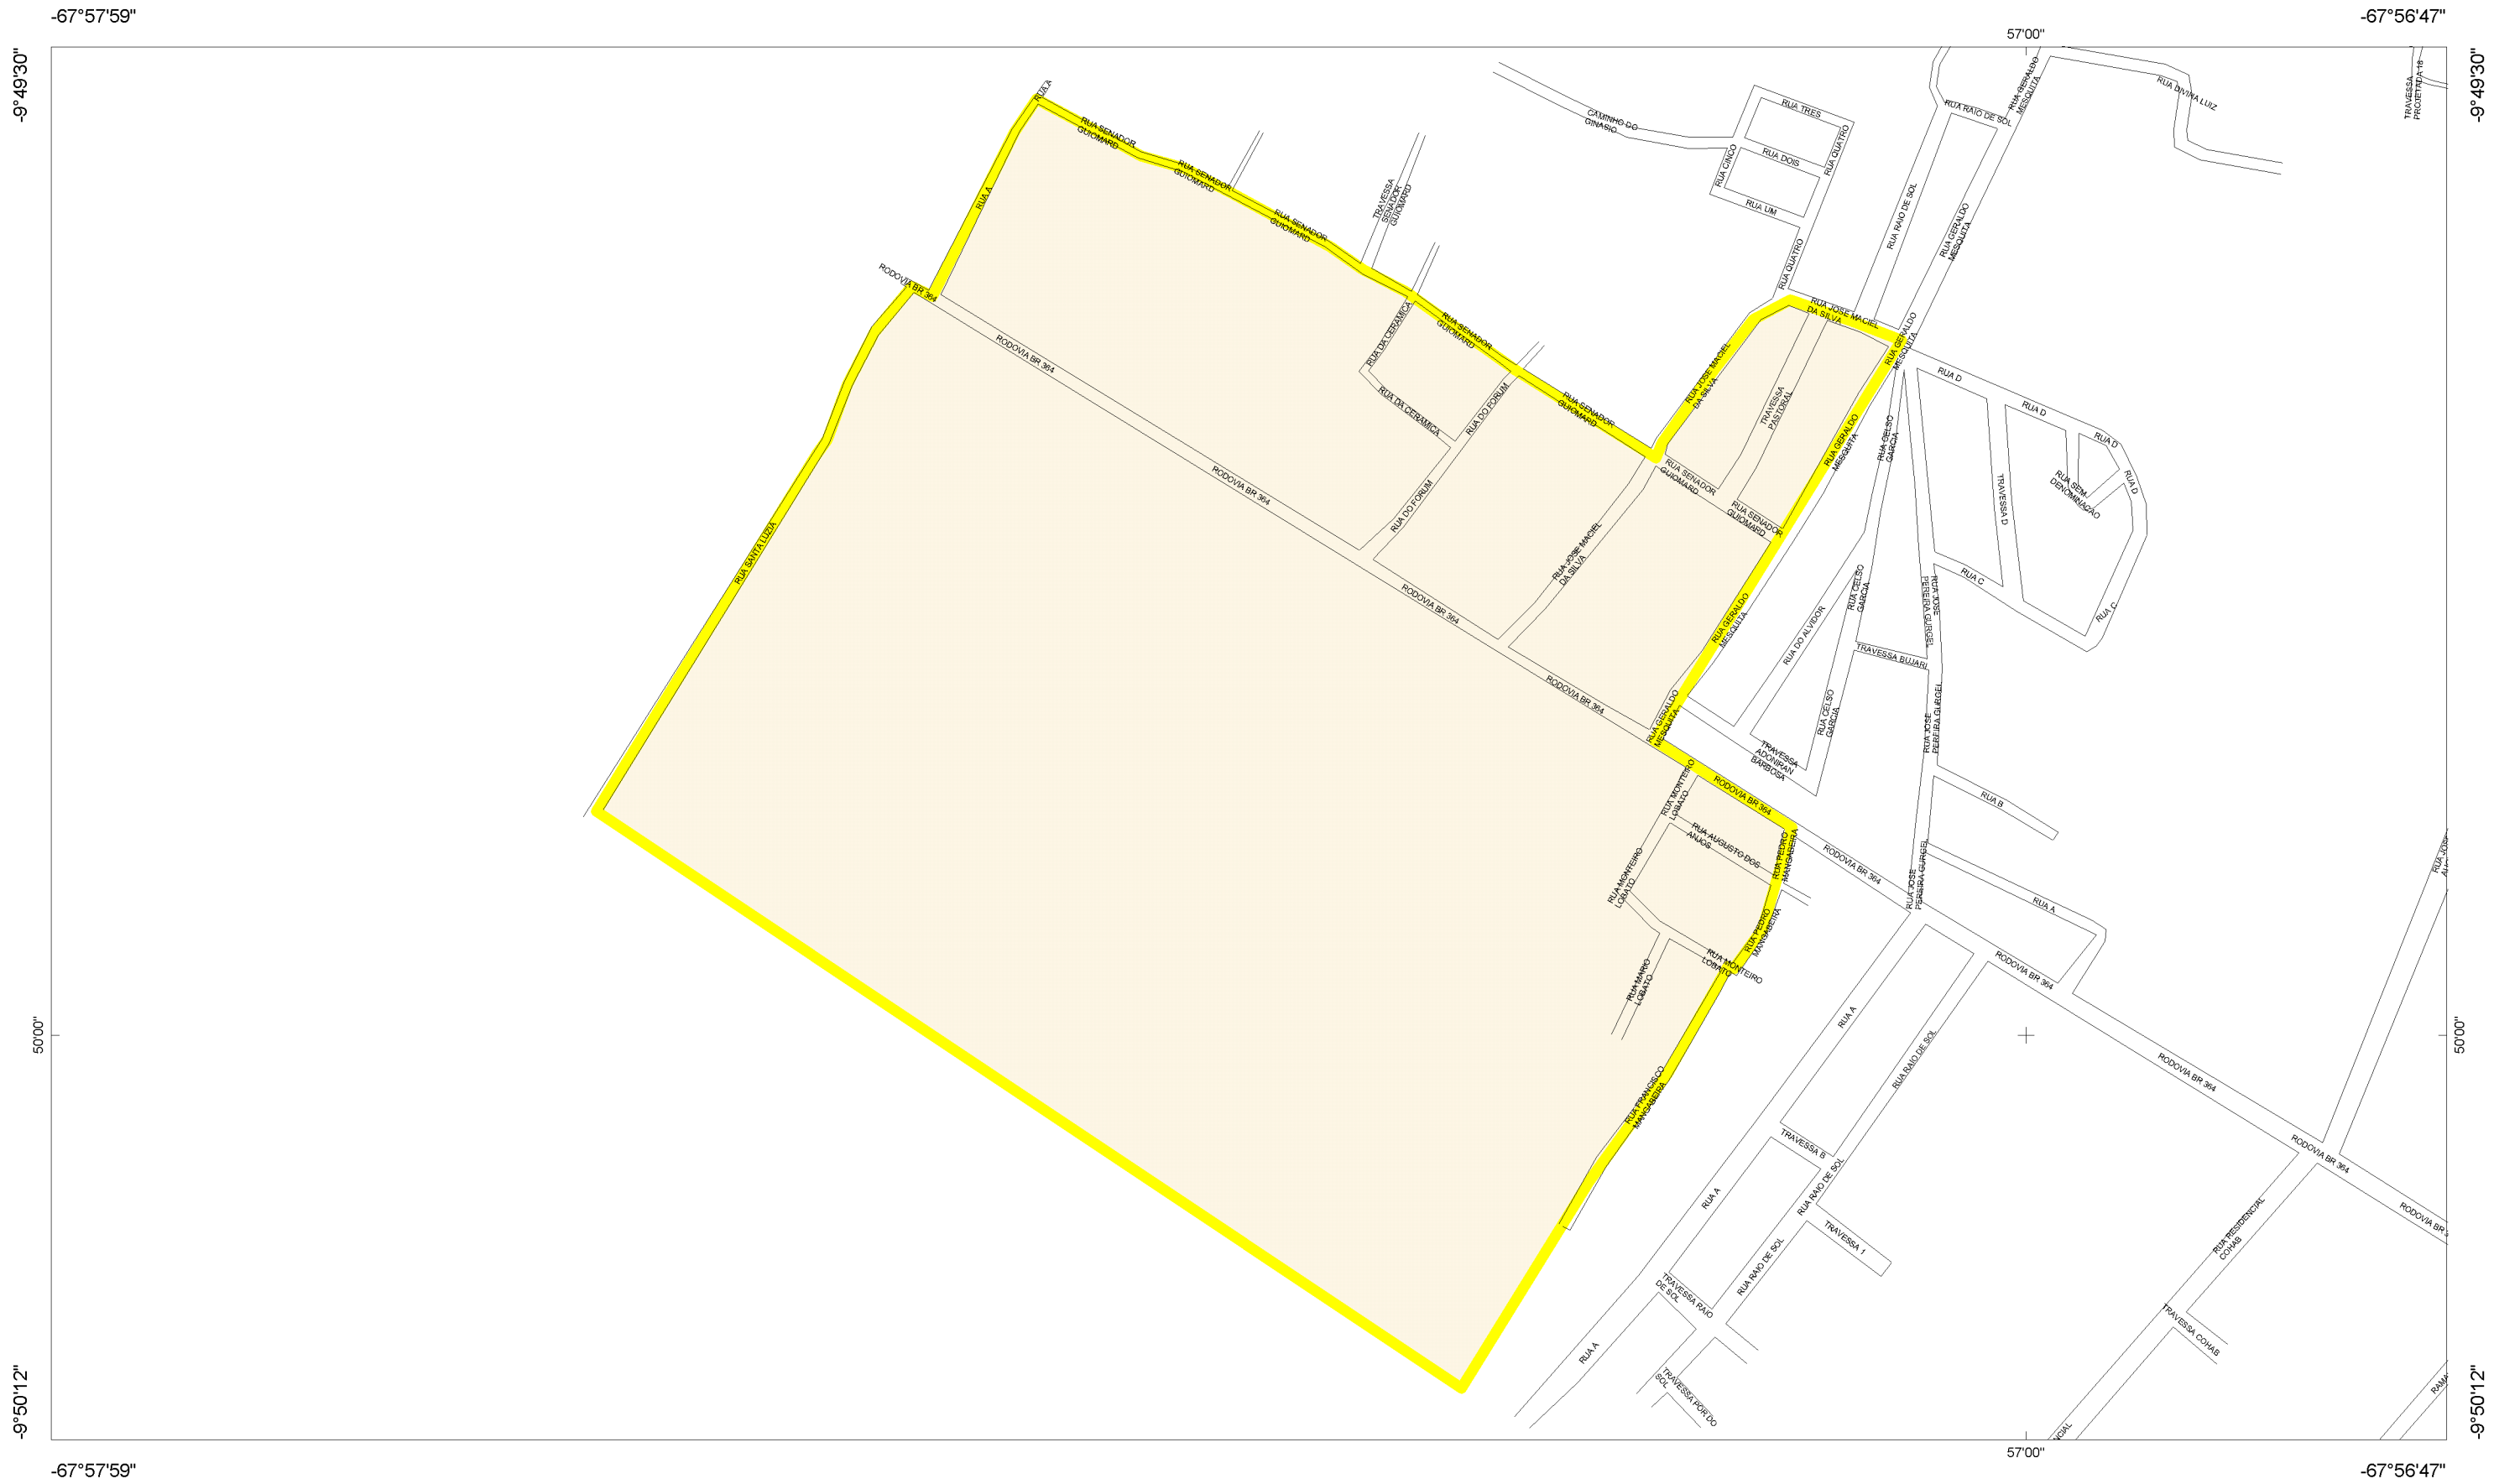 -67°57'59"
-67°56'47"
57'00"
-9°49'30"
-9°49'30"
RUA A
RUA SENADOR
GUIOMARD
RUA SENADOR
GUIOMARD
RUA SENADOR
GUIOMARD
RUA A
TRAVESSA
SENADOR
GUIOMARD
CAMINHO DO
GINASIO
RUA TRES
RUA DOIS
RUA QUATRO
RUA CINCO
RUA UM
RUA QUATRO
RUA RAIO DE SOL
RUA GERALDO
MESQUITA
RUA DIVINA LUIZ
TRAVESSA
PROJETADA 18
RUA RAIO DE SOL
RUA GERALDO
MESQUITA
RODOVIA BR 364
RODOVIA BR 364
RUA DA CERAMICA
RUA SENADOR
GUIOMARD
RUA DA CERAMICA
RUA DO FORUM
RUA SENADOR
GUIOMARD
RUA JOSE MACIEL
DA SILVA
RUA JOSE MACIEL
DA SILVA
TRAVESSA
PASTORAL
RUA GERALDO
MESQUITA
RUA GERALDO
MESQUITA
RUA CELSO
GARCIA
RUA D
RUA D
RUA D
RUA D
RUA SEM
DENOMINACAO
TRAVESSA D
RODOVIA BR 364
RUA DO FORUM
RUA SENADOR
GUIOMARD
RUA SENADOR
GUIOMARD
RUA JOSE MACIEL
DA SILVA
RUA SANTA LUZIA
RODOVIA BR 364
RUA GERALDO
MESQUITA
RUA DO ALVIDOR
RUA CELSO
GARCIA
RUA JOSE
PEREIRA GURGEL
RUA C
RUA C
TRAVESSA BUJARI
RODOVIA BR 364
RUA GERALDO
MESQUITA
RUA CELSO
GARCIA
RUA JOSE
PEREIRA GURGEL
TRAVESSA
ADONIRAN
BARBOSA
RUA MONTEIRO
LOBATO
RODOVIA BR 364
RUA B
RUA AUGUSTO DOS
ANJOS
RUA PEDRO
MANGABEIRA
RODOVIA BR 364
RUA MONTEIRO
LOBATO
RUA JOSE
PEREIRA GURGEL
RUA A
RUA PEDRO
MANGABEIRA
RUA MONTEIRO
LOBATO
RUA MARIO
LOBATO
RODOVIA BR 364
50'00"
50'00"
RUA A
RUA RAIO DE SOL
RODOVIA BR 364
RUA FRANCISCO
MANGABEIRA
TRAVESSA B
RODOVIA BR 364
RUA A
RUA RAIO DE SOL
TRAVESSA 1
RUA RAIO DE SOL
RUA RESIDENCIAL
COHAB
RODOVIA BR
TRAVESSA RAIO
DE SOL
RUA A
TRAVESSA COHAB
TRAVESSA POR DO
SOL
-9°50'12"
-9°50'12"
57'00"
-67°57'59"
-67°56'47"